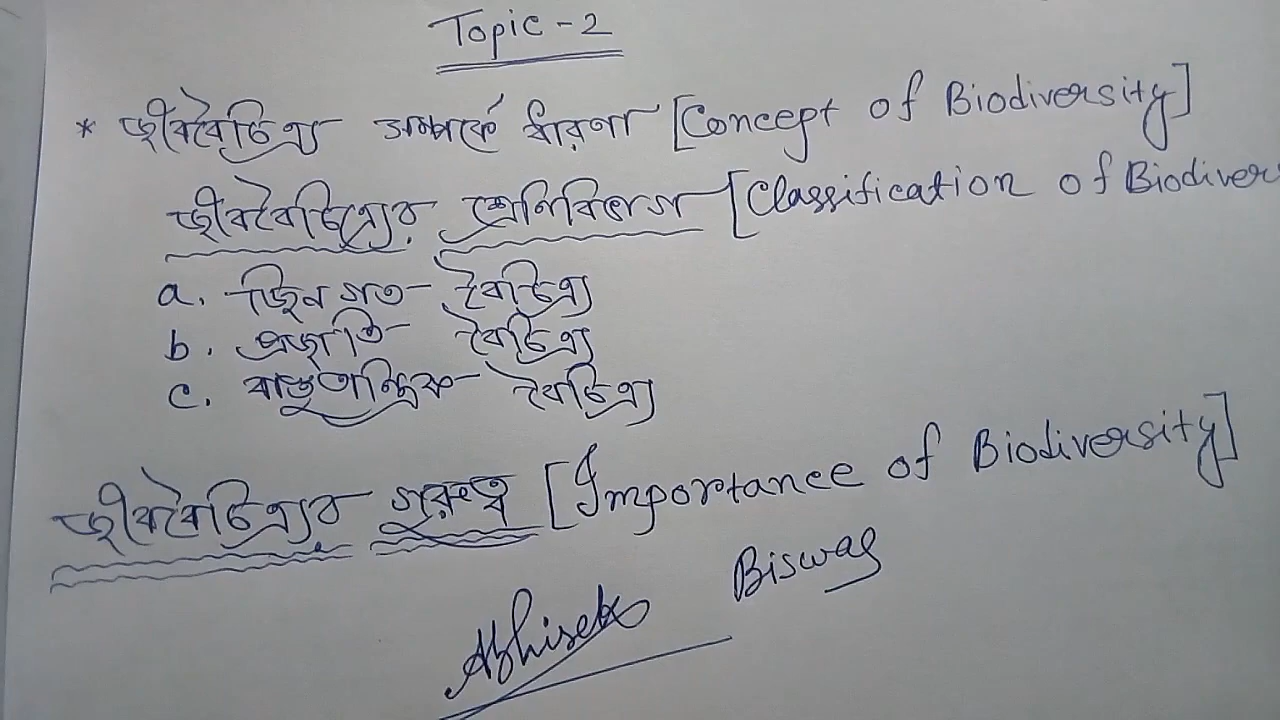 Topic - 2
* জীববৈচিত্র্য সম্পর্কে ধারণা [Concept of Biodiversity]
জীববৈচিত্র্যের শ্রেণিবিভাগ [Classification of Biodiver
a. জিনগত- বৈচিত্র্য
b. প্রজাতি- বৈচিত্র্য
c. বাস্তুতান্ত্রিক- বৈচিত্র্য
জীববৈচিত্র্যের গুরুত্ব [Importance of Biodiversity]
Abhisek Biswas